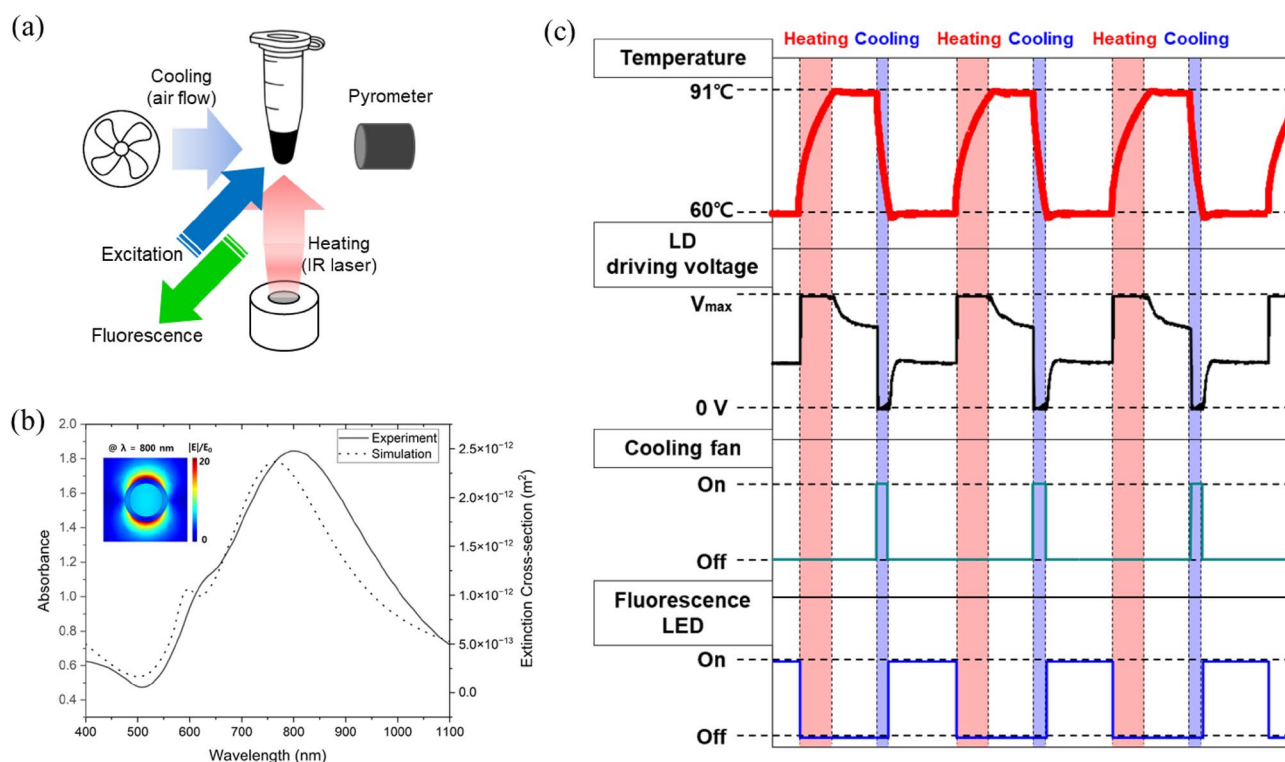 (a)
Cooling
(air flow)
Pyrometer
Excitation
Heating
(IR laser)
Fluorescence
(b)
@ λ = 800 nm
|E|/E₀
20
0
Experiment
Simulation
2.0
1.8
1.6
1.4
1.2
1.0
0.8
0.6
0.4
Absorbance
2.5×10⁻¹²
2.0×10⁻¹²
1.5×10⁻¹²
1.0×10⁻¹²
5.0×10⁻¹³
0.0
Extinction Cross-section (m²)
400 500 600 700 800 900 1000 1100
Wavelength (nm)
(c)
Heating Cooling Heating Cooling Heating Cooling
Temperature
91℃
60℃
LD
driving voltage
Vmax
0 V
Cooling fan
On
Off
Fluorescence
LED
On
Off